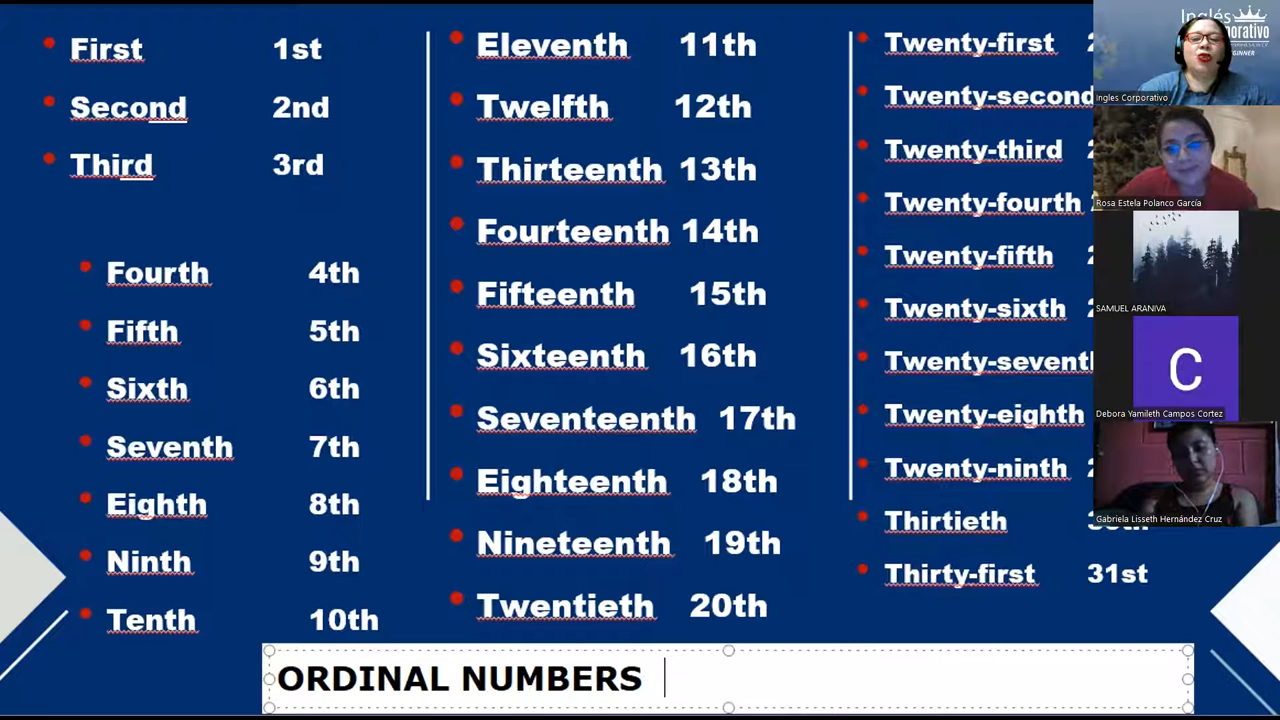 First 1st
Second 2nd
Third 3rd
Fourth 4th
Fifth 5th
Sixth 6th
Seventh 7th
Eighth 8th
Ninth 9th
Tenth 10th
Eleventh 11th
Twelfth 12th
Thirteenth 13th
Fourteenth 14th
Fifteenth 15th
Sixteenth 16th
Seventeenth 17th
Eighteenth 18th
Nineteenth 19th
Twentieth 20th
Twenty-first
Twenty-second
Twenty-third
Twenty-fourth
Twenty-fifth
Twenty-sixth
Twenty-seventh
Twenty-eighth
Twenty-ninth
Thirtieth
Thirty-first 31st
ORDINAL NUMBERS
Inglés
Ingles Corporativo
Rosa Estela Polanco García
SAMUEL ARANIVA
C
Debora Yamileth Campos Cortez
Gabriela Lisseth Hernández Cruz